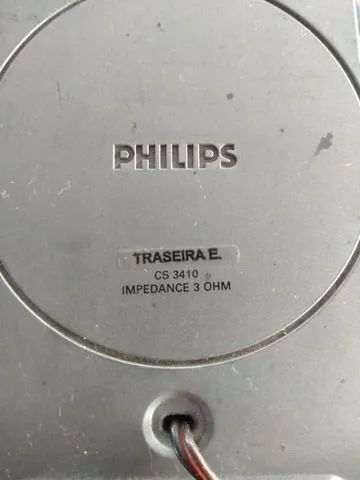 PHILIPS
TRASEIRA E.
CS 3410
IMPEDANCE 3 OHM